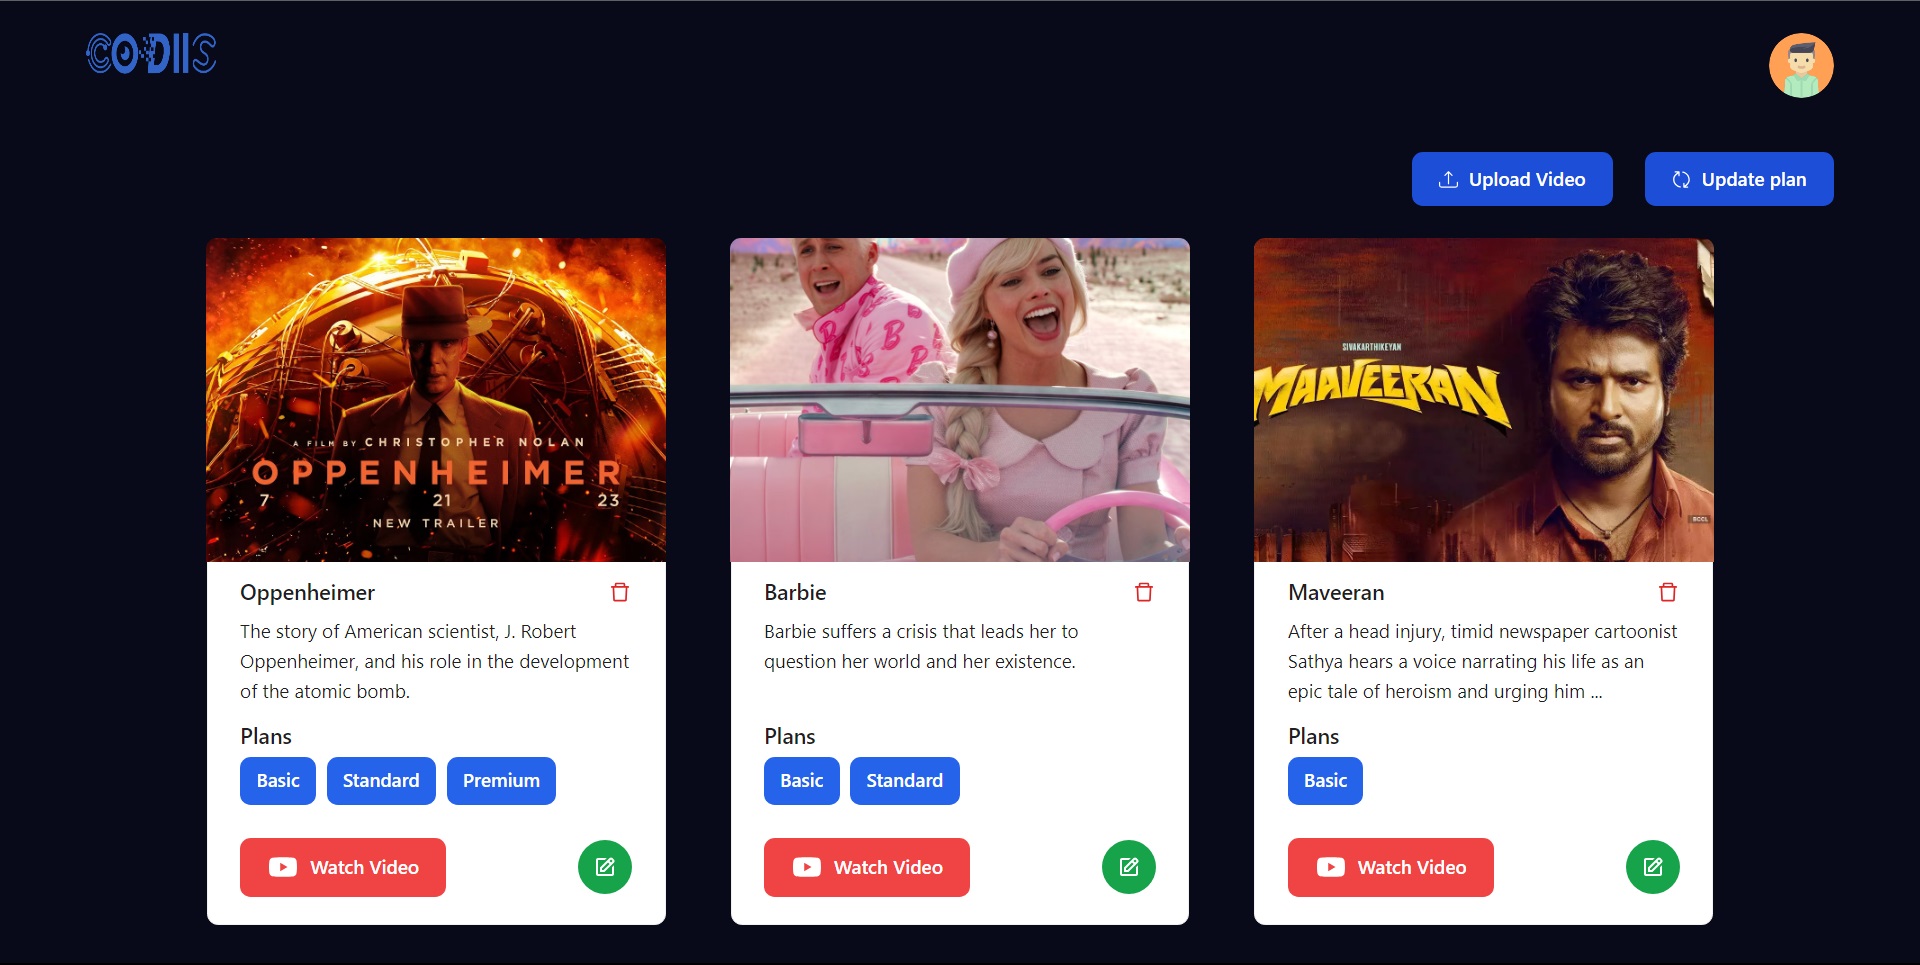 CODIIS
Upload Video
Update plan
A FILM BY CHRISTOPHER NOLAN
OPPENHEIMER
7 21 23
NEW TRAILER
B
B
SIVAKARTHIKEYAN
MAAVEERAN
BCCL
Oppenheimer
The story of American scientist, J. Robert
Oppenheimer, and his role in the development
of the atomic bomb.
Plans
Basic Standard Premium
Watch Video
Barbie
Barbie suffers a crisis that leads her to
question her world and her existence.
Plans
Basic Standard
Watch Video
Maveeran
After a head injury, timid newspaper cartoonist
Sathya hears a voice narrating his life as an
epic tale of heroism and urging him ...
Plans
Basic
Watch Video